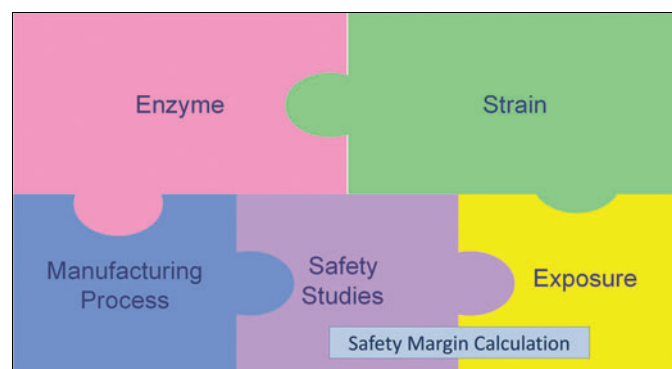 Enzyme
Strain
Manufacturing
Process
Safety
Studies
Exposure
Safety Margin Calculation